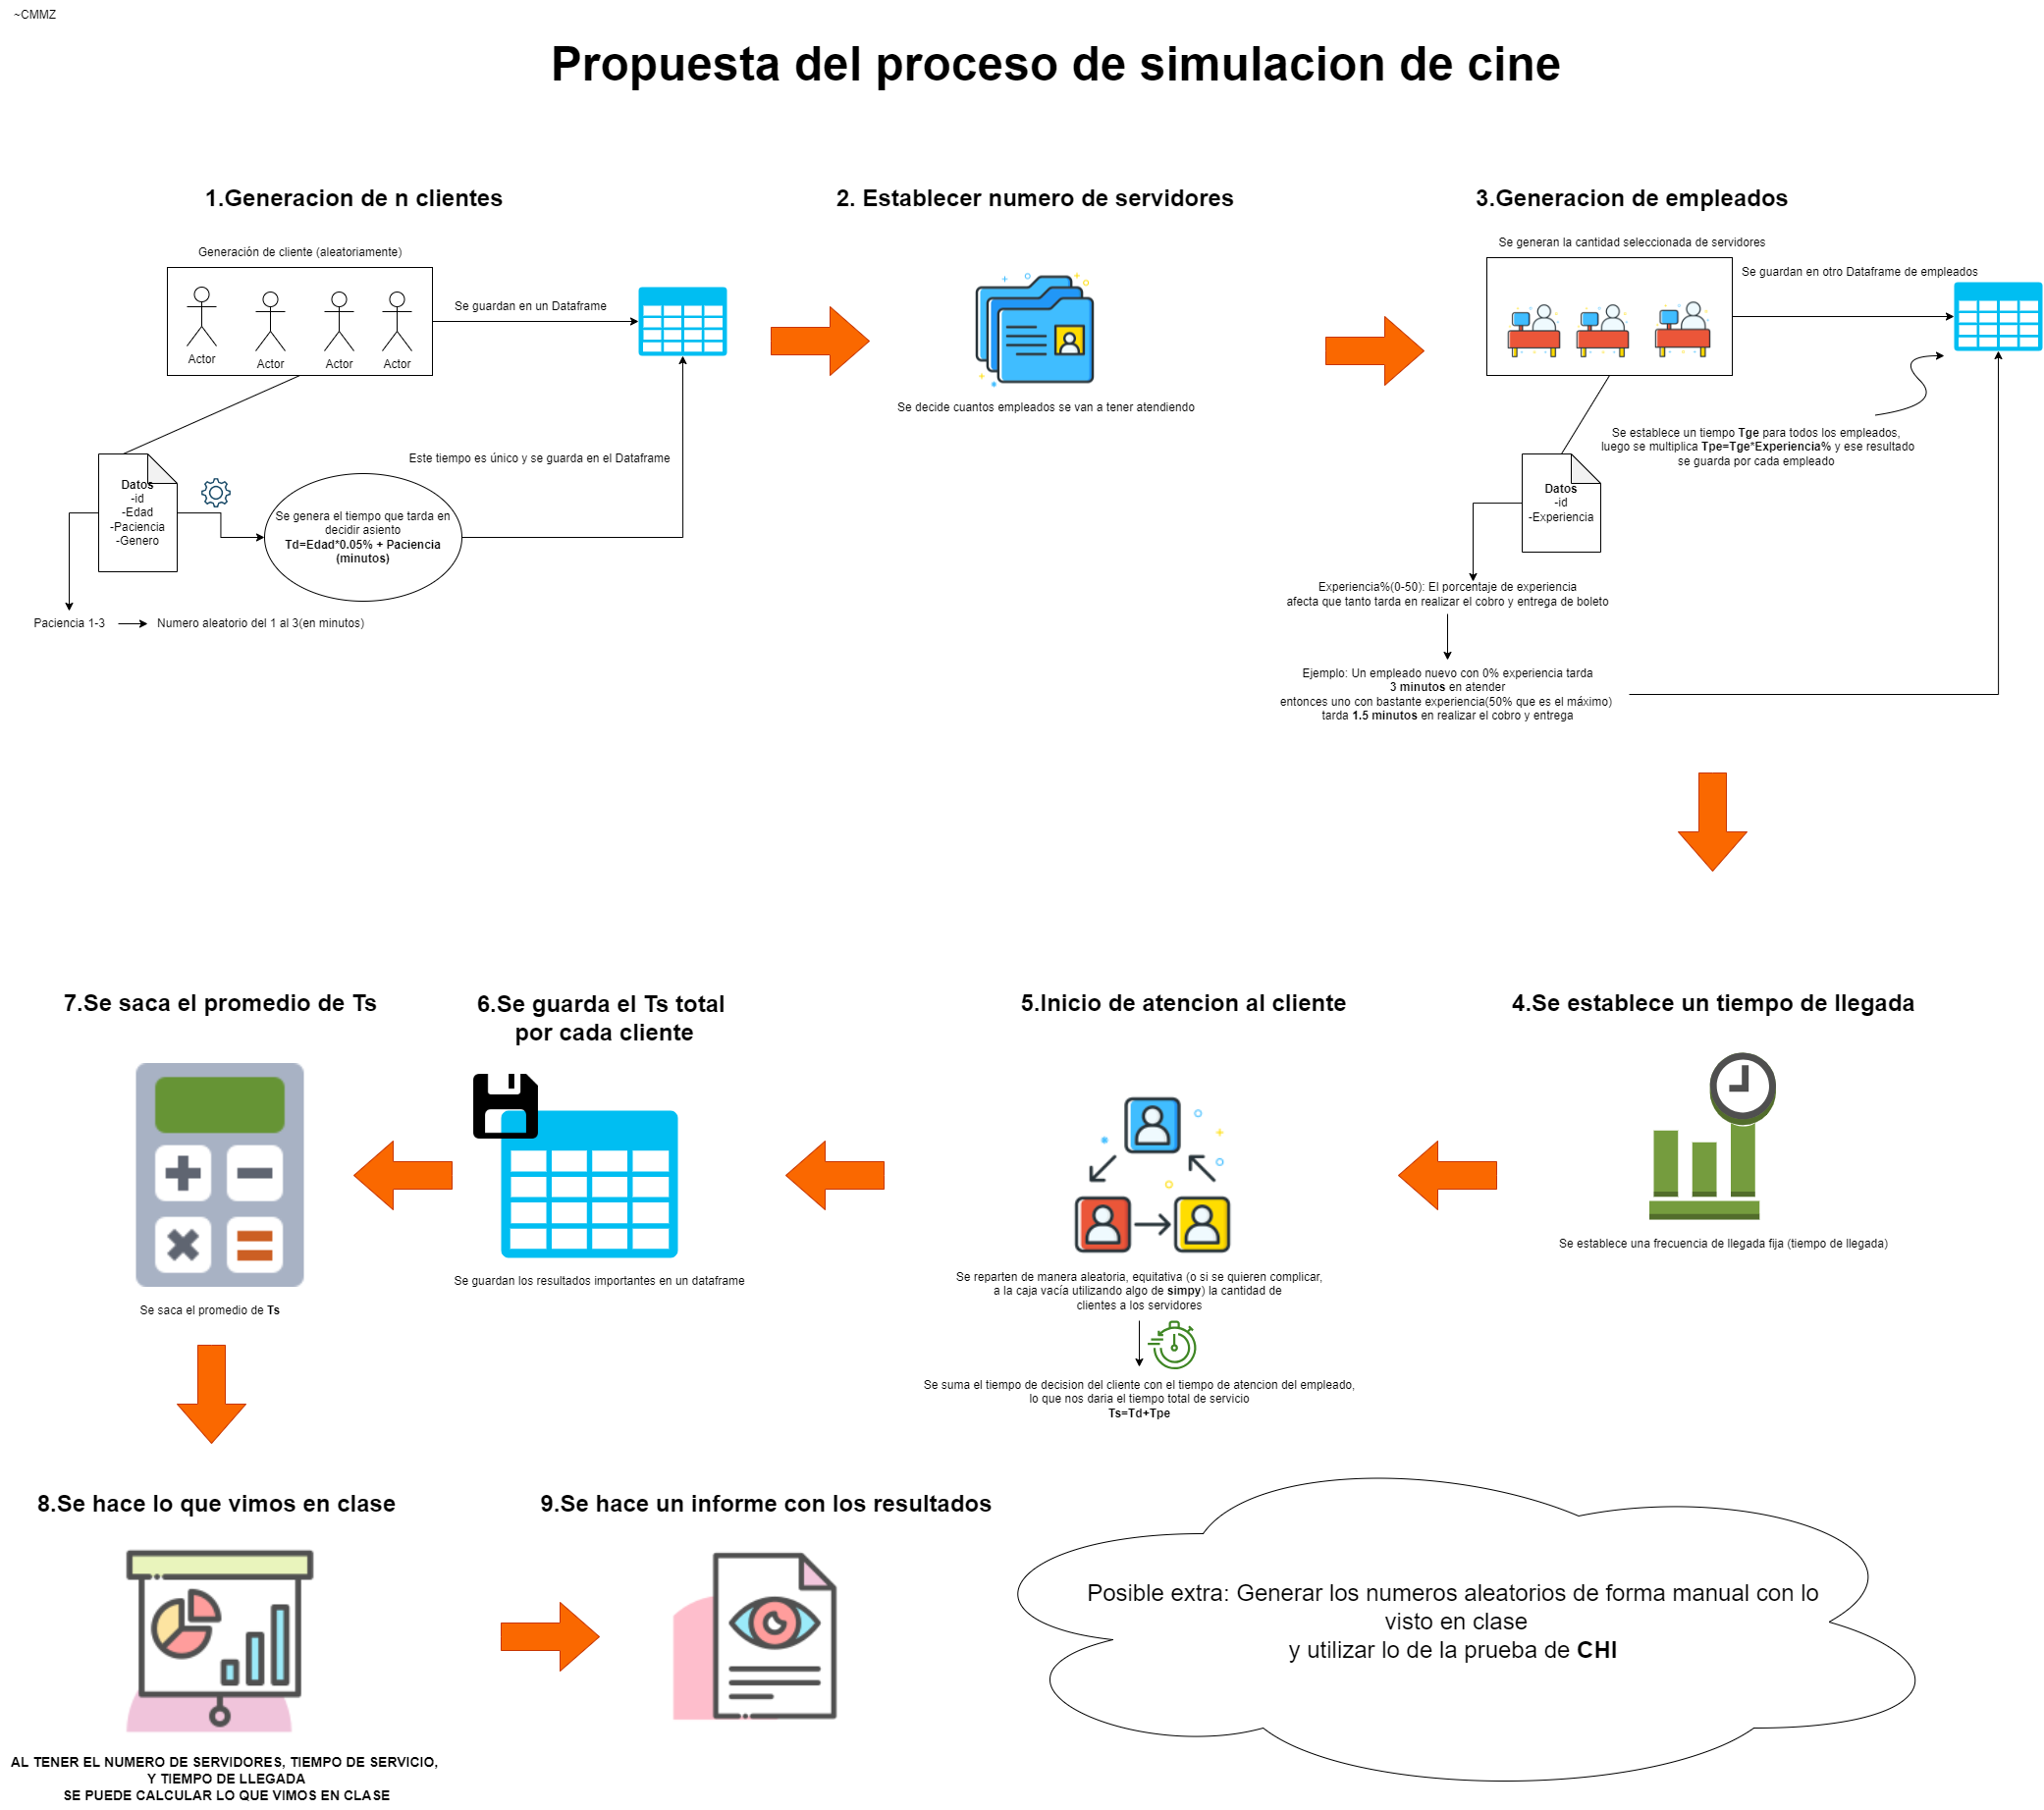 ~CMMZ
Propuesta del proceso de simulacion de cine
1.Generacion de n clientes
Generación de cliente (aleatoriamente)
Actor
Actor
Actor
Actor
Se guardan en un Dataframe
Este tiempo es único y se guarda en el Dataframe
Datos
-id
-Edad
-Paciencia
-Genero
Se genera el tiempo que tarda en
decidir asiento
Td=Edad*0.05% + Paciencia
(minutos)
Paciencia 1-3
Numero aleatorio del 1 al 3(en minutos)
2. Establecer numero de servidores
Se decide cuantos empleados se van a tener atendiendo
3.Generacion de empleados
Se generan la cantidad seleccionada de servidores
Se guardan en otro Dataframe de empleados
Se establece un tiempo Tge para todos los empleados,
luego se multiplica Tpe=Tge*Experiencia% y ese resultado
se guarda por cada empleado
Datos
-id
-Experiencia
Experiencia%(0-50): El porcentaje de experiencia
afecta que tanto tarda en realizar el cobro y entrega de boleto
Ejemplo: Un empleado nuevo con 0% experiencia tarda
3 minutos en atender
entonces uno con bastante experiencia(50% que es el máximo)
tarda 1.5 minutos en realizar el cobro y entrega
4.Se establece un tiempo de llegada
Se establece una frecuencia de llegada fija (tiempo de llegada)
5.Inicio de atencion al cliente
Se reparten de manera aleatoria, equitativa (o si se quieren complicar,
a la caja vacía utilizando algo de simpy) la cantidad de
clientes a los servidores
Se suma el tiempo de decision del cliente con el tiempo de atencion del empleado,
lo que nos daria el tiempo total de servicio
Ts=Td+Tpe
6.Se guarda el Ts total
por cada cliente
Se guardan los resultados importantes en un dataframe
7.Se saca el promedio de Ts
Se saca el promedio de Ts
8.Se hace lo que vimos en clase
AL TENER EL NUMERO DE SERVIDORES, TIEMPO DE SERVICIO,
Y TIEMPO DE LLEGADA
SE PUEDE CALCULAR LO QUE VIMOS EN CLASE
9.Se hace un informe con los resultados
Posible extra: Generar los numeros aleatorios de forma manual con lo
visto en clase
y utilizar lo de la prueba de CHI